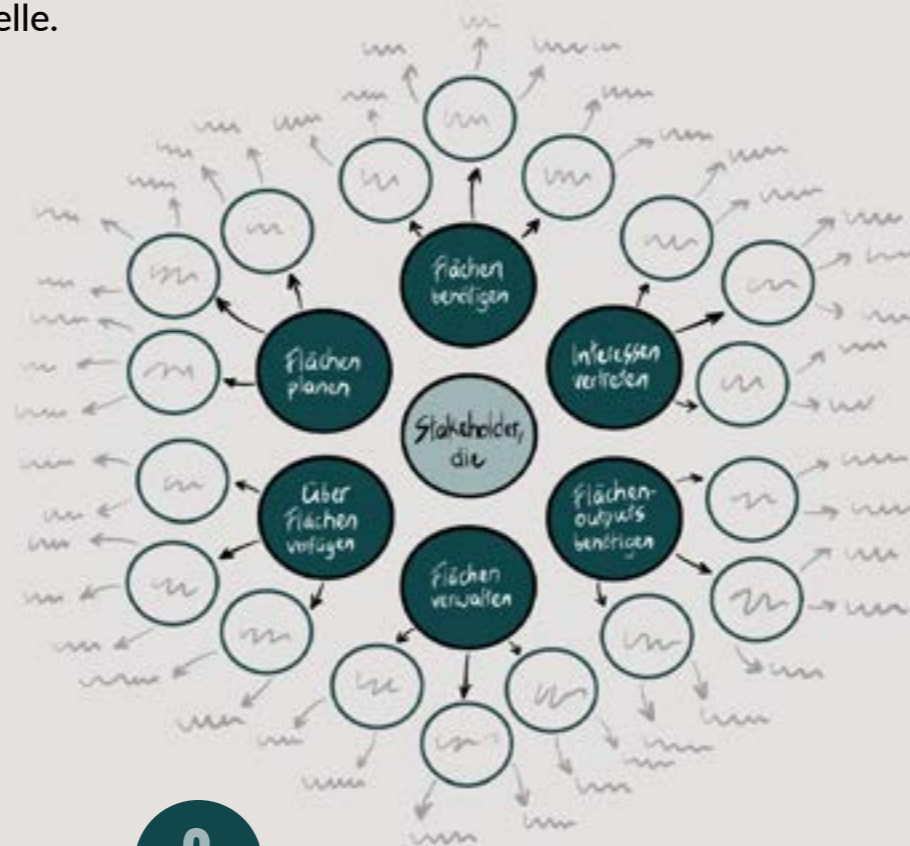 elle.
Flächen
benötigen
Flächen
planen
Interessen
vertreten
Stakeholder,
die
Über
Flächen
verfügen
Flächen-
outputs
benötigen
Flächen
verwalten